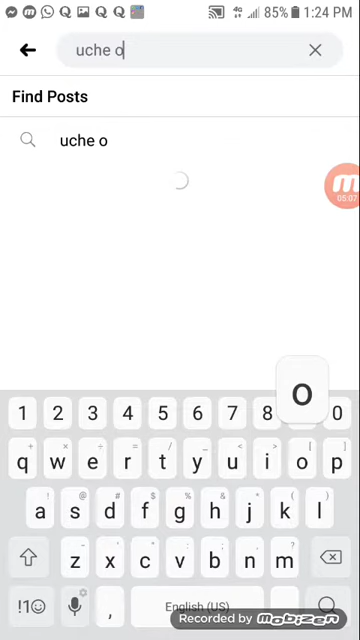 85% 1:24 PM
uche o
Find Posts
uche o
05:07
o
1 2 3 4 5 6 7 8 0
q w e r t y u i o p
a s d f g h j k l
z x c v b n m
!1☺ , English (US)
Recorded by Mobizen